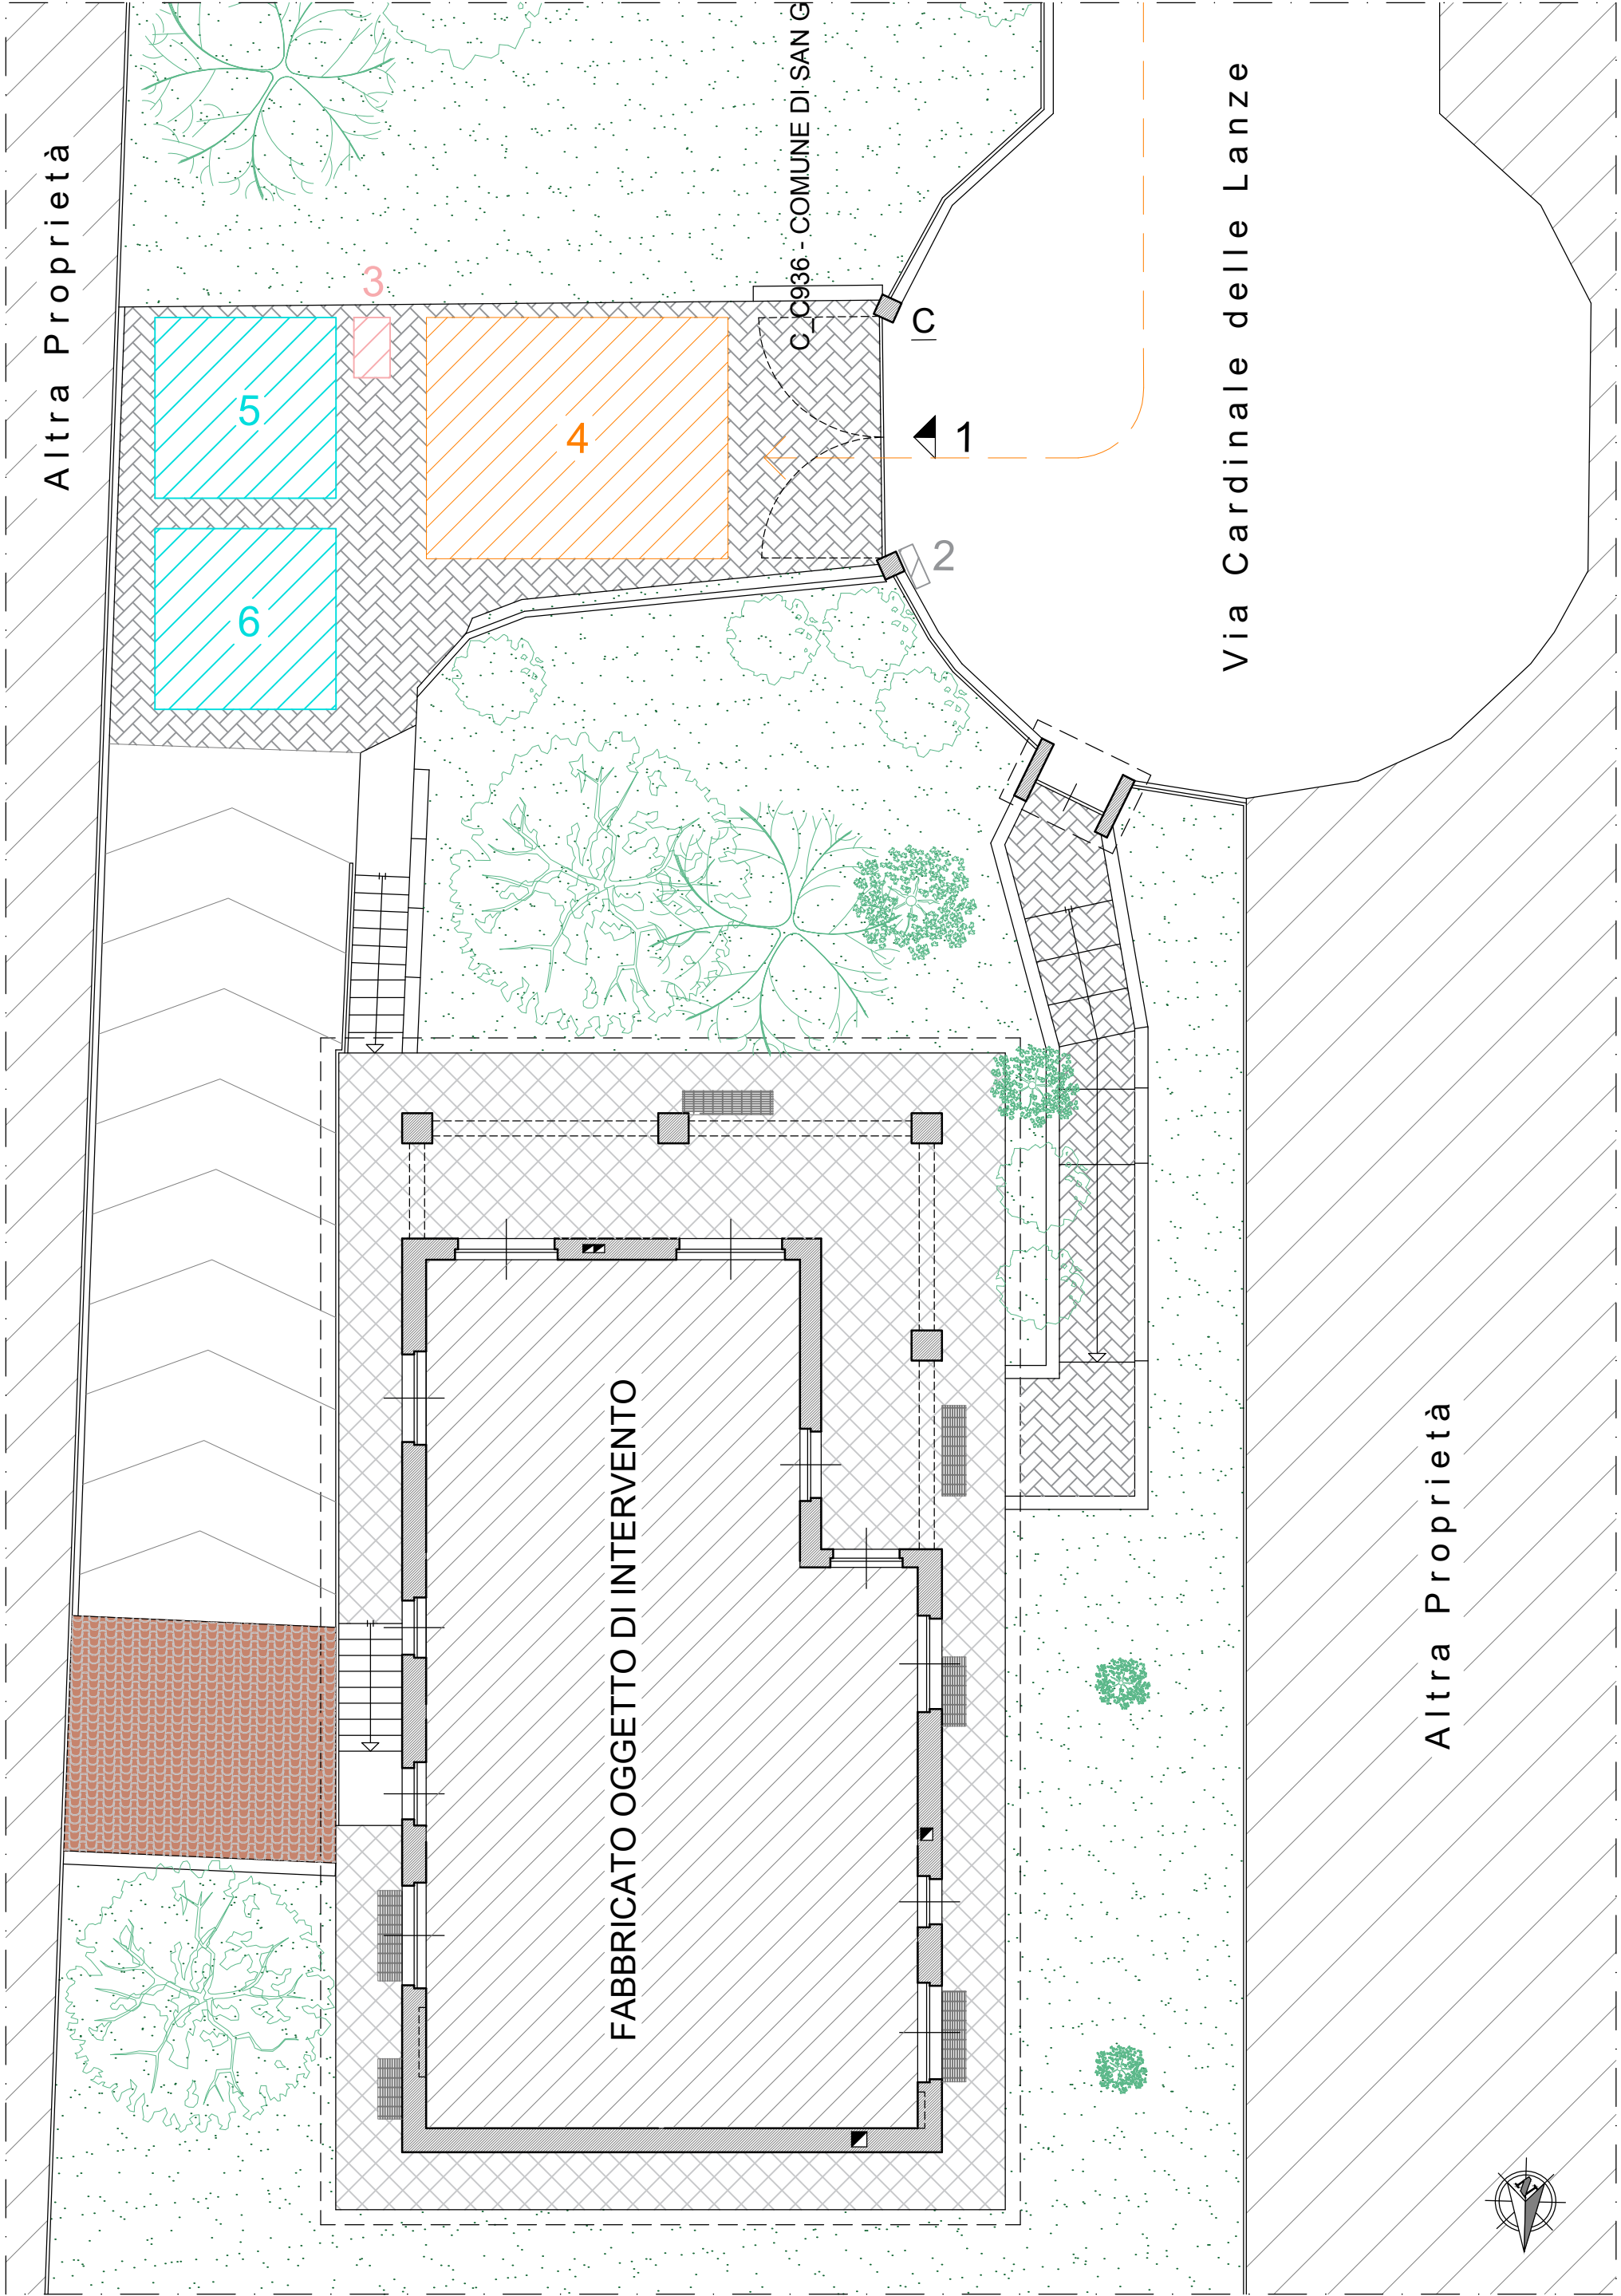 C_C936 - COMUNE DI SAN G
Altra Proprietà
Via Cardinale delle Lanze
3
C
5
4
1
2
6
FABBRICATO OGGETTO DI INTERVENTO
Altra Proprietà
N